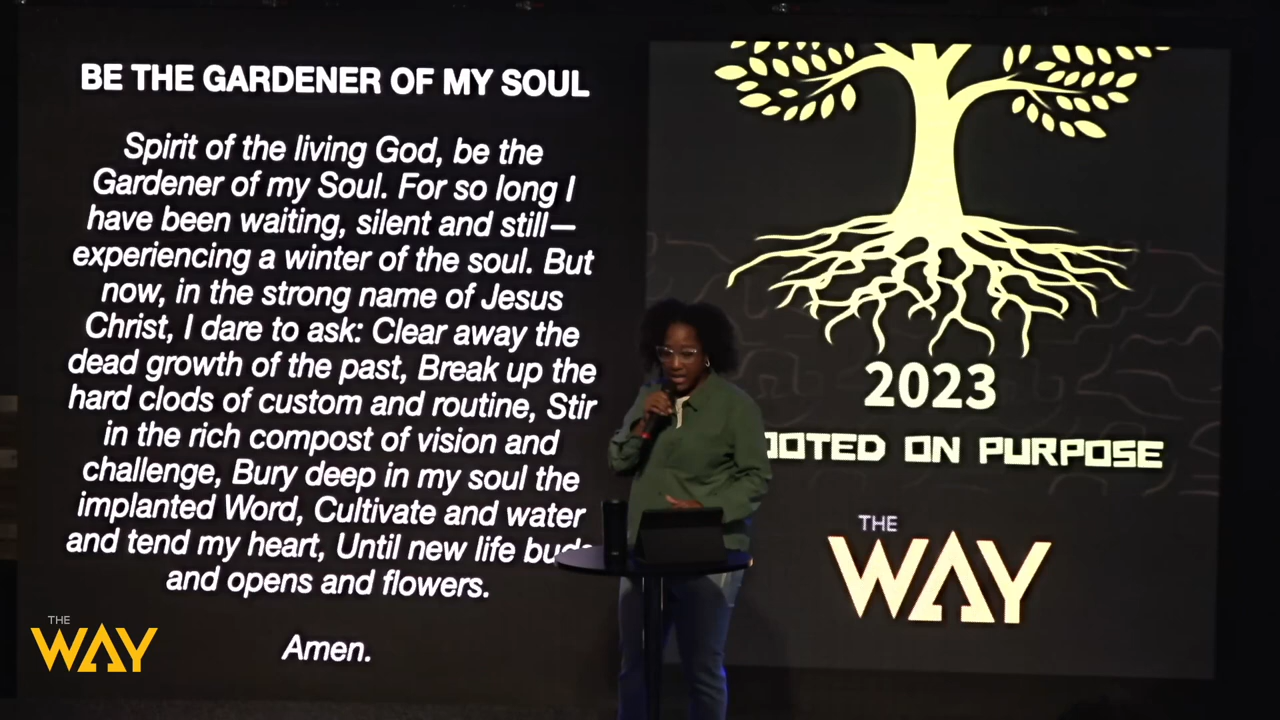 BE THE GARDENER OF MY SOUL
Spirit of the living God, be the
Gardener of my Soul. For so long I
have been waiting, silent and still—
experiencing a winter of the soul. But
now, in the strong name of Jesus
Christ, I dare to ask: Clear away the
dead growth of the past, Break up the
hard clods of custom and routine, Stir
in the rich compost of vision and
challenge, Bury deep in my soul the
implanted Word, Cultivate and water
and tend my heart, Until new life buds
and opens and flowers.
Amen.
2023
OOTED ON PURPOSE
THE
WAY
THE
WAY